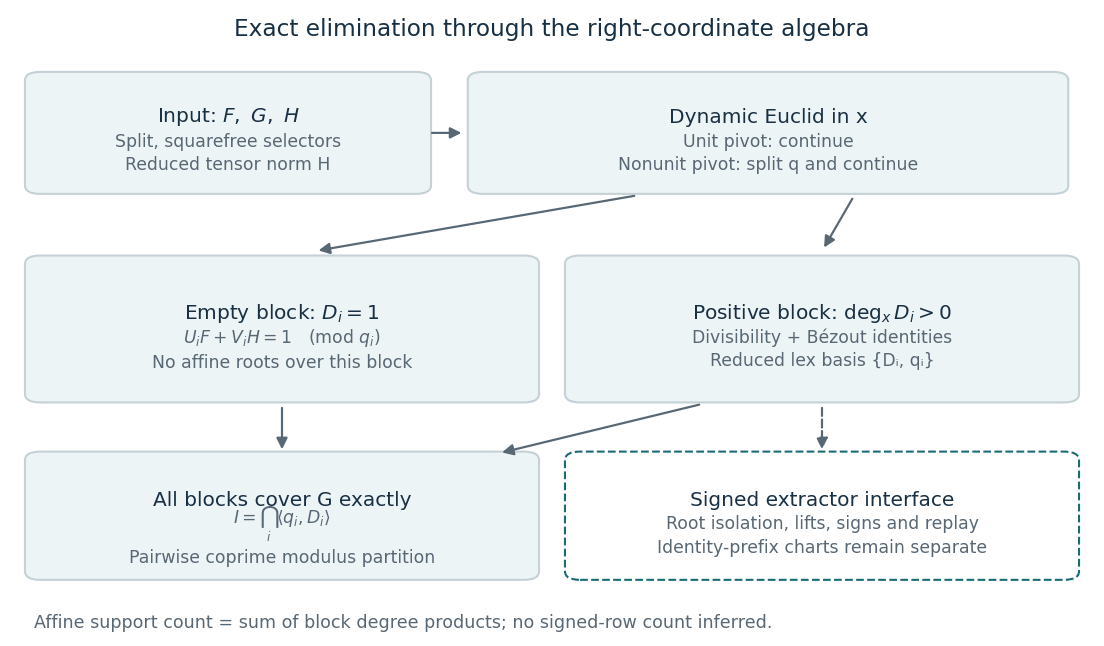 Exact elimination through the right-coordinate algebra
Input: F, G, H
Split, squarefree selectors
Reduced tensor norm H
Dynamic Euclid in x
Unit pivot: continue
Nonunit pivot: split q and continue
Empty block: Dᵢ = 1
UᵢF + VᵢH = 1 (mod qᵢ)
No affine roots over this block
Positive block: degₓ Dᵢ > 0
Divisibility + Bézout identities
Reduced lex basis {Dᵢ, qᵢ}
All blocks cover G exactly
I = ⋂ᵢ⟨qᵢ, Dᵢ⟩
Pairwise coprime modulus partition
Signed extractor interface
Root isolation, lifts, signs and replay
Identity-prefix charts remain separate
Affine support count = sum of block degree products; no signed-row count inferred.